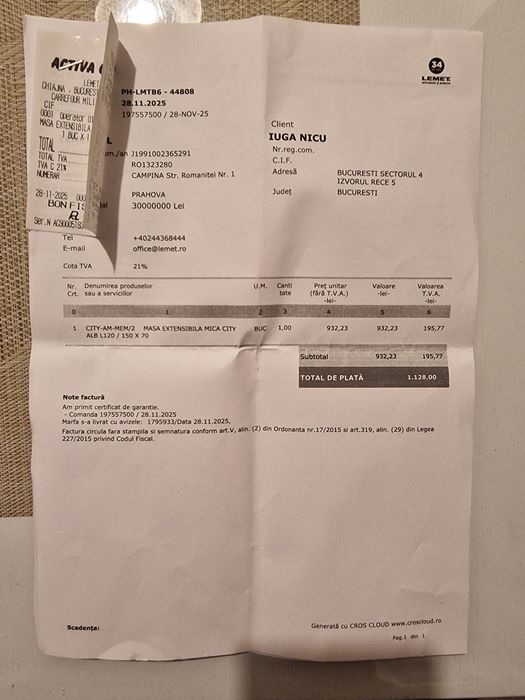 ACTIVA
LEMET
CHIAJNA, BUCURES
CARREFOUR MILI
CIF
0001 Operator 01
MASA EXTENSIBILA
1 BUC X 1
TOTAL
TOTAL TVA
TVA C 21%
NUMERAR
28-11-2025
BON FIS
34
LEMET
PH-LMTB6 - 44808
28.11.2025
197557500 / 28-NOV-25
L
om./an J1991002365291
RO1323280
CAMPINA Str. Romanitei Nr. 1
PRAHOVA
ial 30000000 Lei
Tel +40244368444
E-mail office@lemet.ro
Cota TVA 21%
Client
IUGA NICU
Nr.reg.com.
C.I.F.
Adresă BUCURESTI SECTORUL 4
IZVORUL RECE 5
Județ BUCURESTI
Nr. Crt. Denumirea produselor sau a serviciilor U.M. Canti tate Preț unitar (fără T.V.A.) -lei- Valoare -lei- Valoarea T.V.A. -lei-
0 1 2 3 4 5 6
1 CITY-AM-MEM/2 MASA EXTENSIBILA MICA CITY BUC 1,00 932,23 932,23 195,77
ALB L120 / 150 X 70
Subtotal 932,23 195,77
TOTAL DE PLATĂ 1.128,00
Note factură
Am primit certificat de garantie.
- Comanda 197557500 / 28.11.2025
Marfa s-a livrat cu avizele: 1795933/Data 28.11.2025,
Factura circula fara stampila si semnatura conform art.V, alin. (2) din Ordonanta nr.17/2015 si art.319, alin. (29) din Legea
227/2015 privind Codul Fiscal.
Scadența:
Generată cu CROS CLOUD www.croscloud.ro
Pag.1 din 1